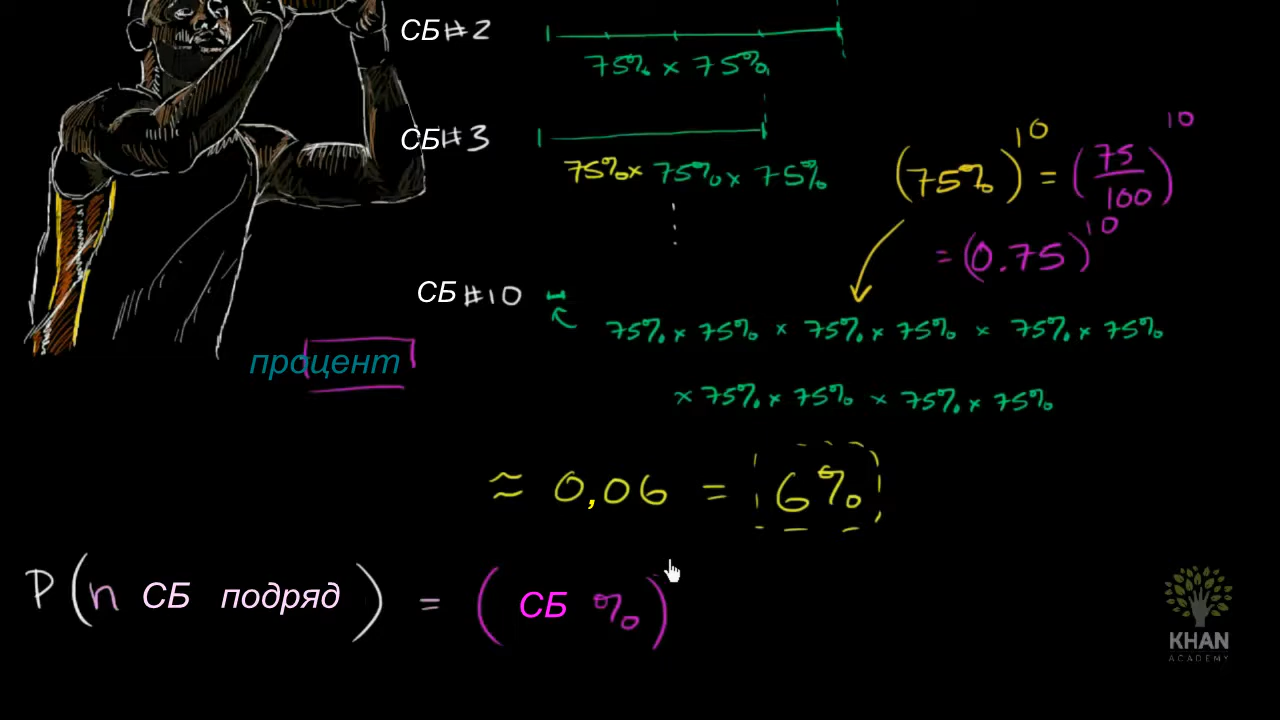 СБ #2
75% x 75%
СБ #3
75% x 75% x 75%
(75%)^10 = (75/100)^10
= (0.75)^10
СБ #10
75% x 75% x 75% x 75% x 75% x 75%
x 75% x 75% x 75% x 75%
процент
≈ 0,06 = 6%
P(n СБ подряд) = (СБ %)
KHAN
ACADEMY